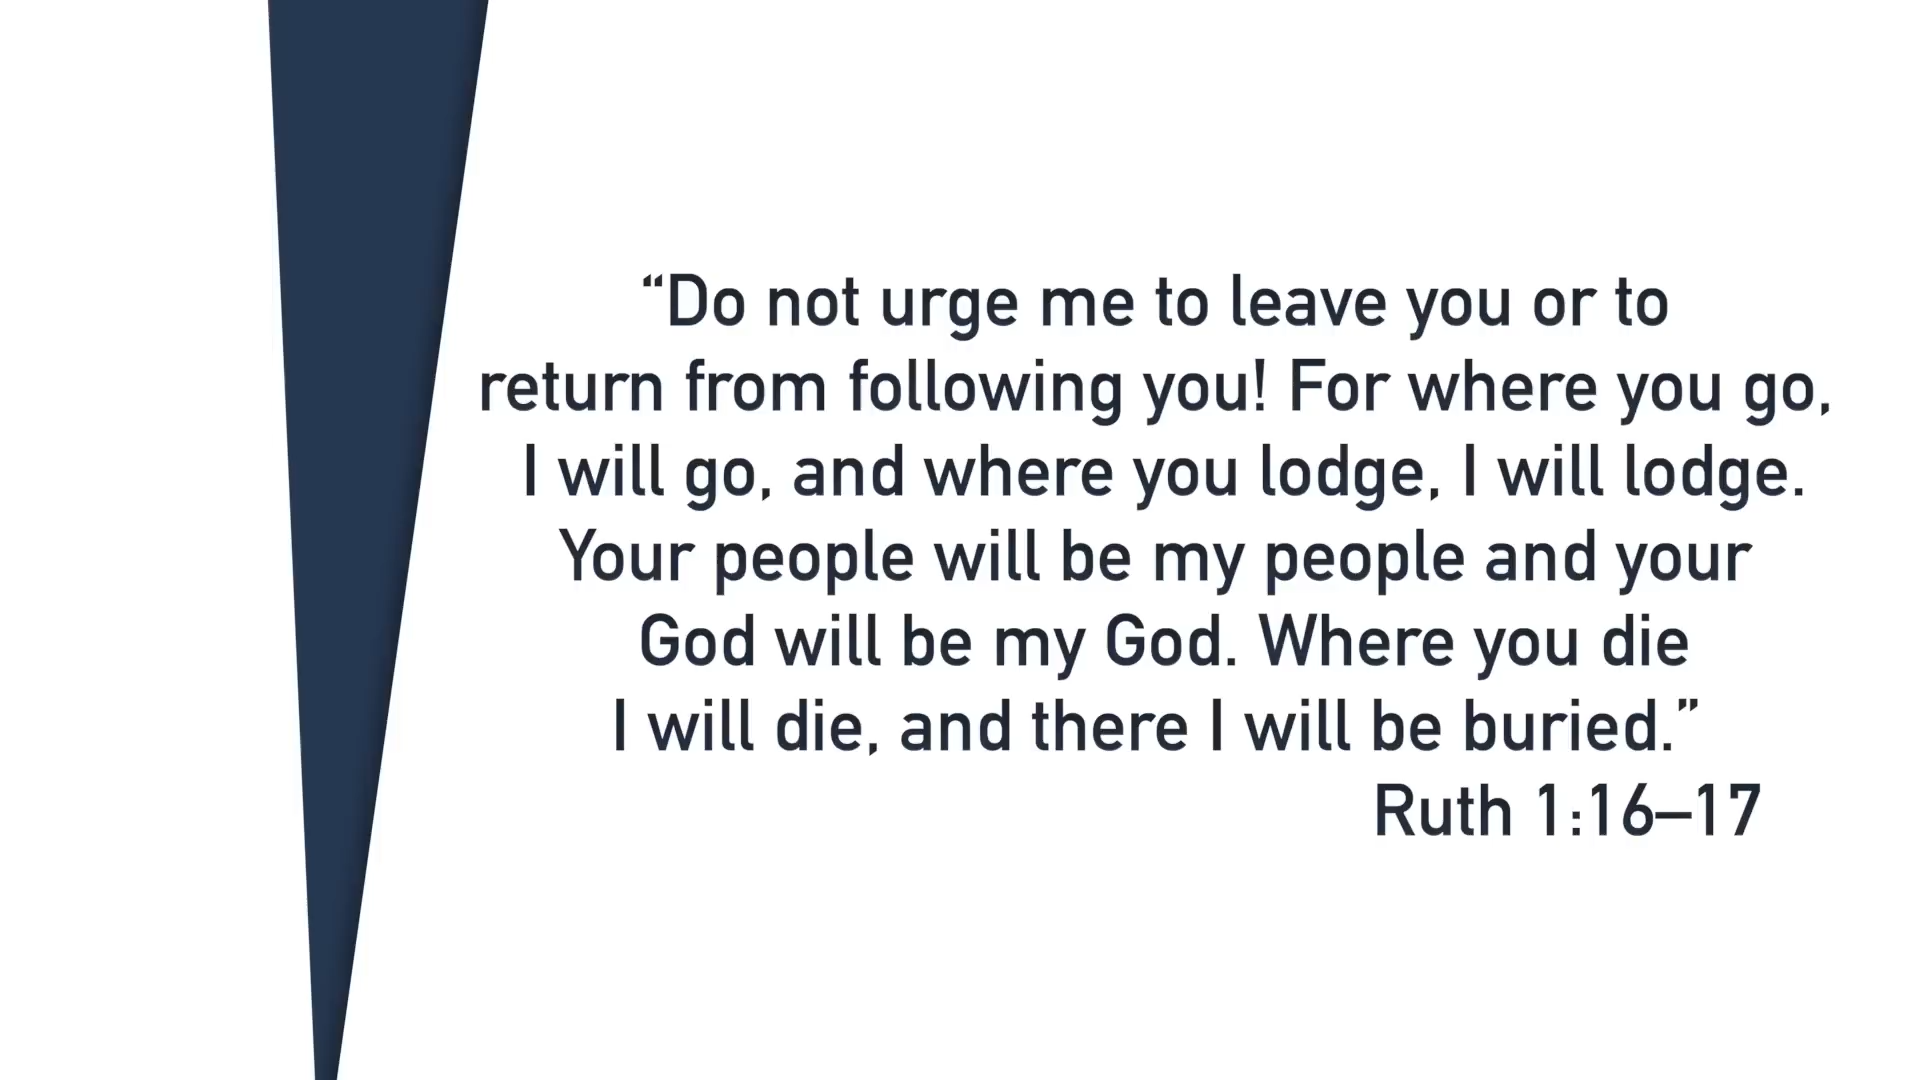 “Do not urge me to leave you or to
return from following you! For where you go,
I will go, and where you lodge, I will lodge.
Your people will be my people and your
God will be my God. Where you die
I will die, and there I will be buried.”
Ruth 1:16–17